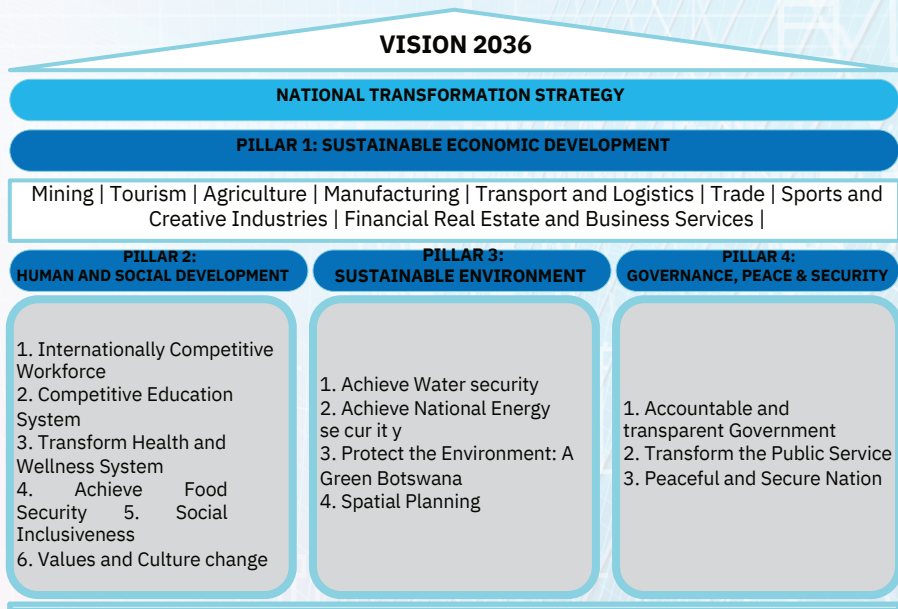 VISION 2036
NATIONAL TRANSFORMATION STRATEGY
PILLAR 1: SUSTAINABLE ECONOMIC DEVELOPMENT
Mining | Tourism | Agriculture | Manufacturing | Transport and Logistics | Trade | Sports and
Creative Industries | Financial Real Estate and Business Services |
PILLAR 2:
HUMAN AND SOCIAL DEVELOPMENT
1. Internationally Competitive
Workforce
2. Competitive Education
System
3. Transform Health and
Wellness System
4. Achieve Food
Security 5. Social
Inclusiveness
6. Values and Culture change
PILLAR 3:
SUSTAINABLE ENVIRONMENT
1. Achieve Water security
2. Achieve National Energy
se cur it y
3. Protect the Environment: A
Green Botswana
4. Spatial Planning
PILLAR 4:
GOVERNANCE, PEACE & SECURITY
1. Accountable and
transparent Government
2. Transform the Public Service
3. Peaceful and Secure Nation